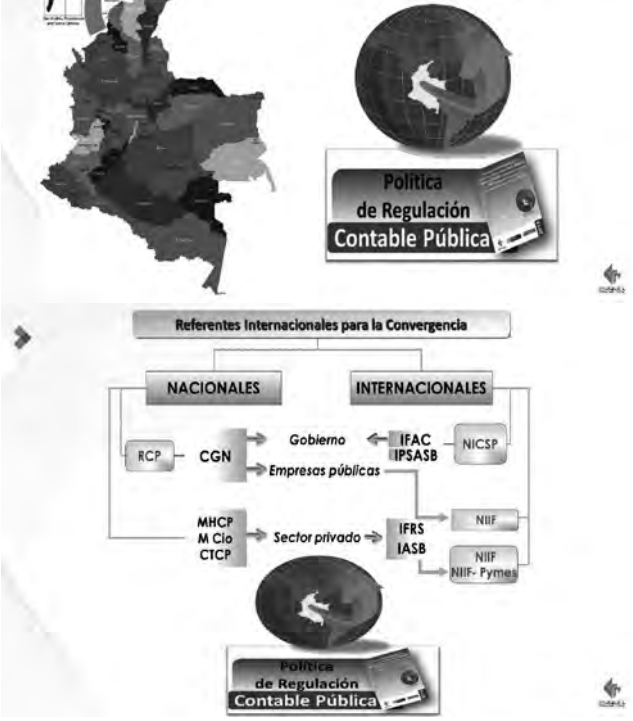 Política
de Regulación
Contable Pública
Referentes Internacionales para la Convergencia
NACIONALES
INTERNACIONALES
RCP
CGN
Gobierno
Empresas públicas
IFAC
IPSASB
NICSP
MHCP
M Cio
CTCP
Sector privado
IFRS
IASB
NIIF
NIIF
NIIF- Pymes
Política
de Regulación
Contable Pública